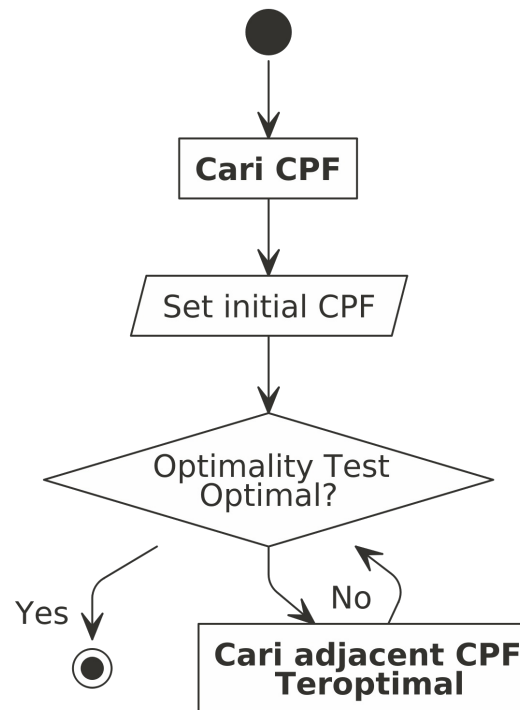 Cari CPF
Set initial CPF
Optimality Test
Optimal?
Yes
No
Cari adjacent CPF
Teroptimal